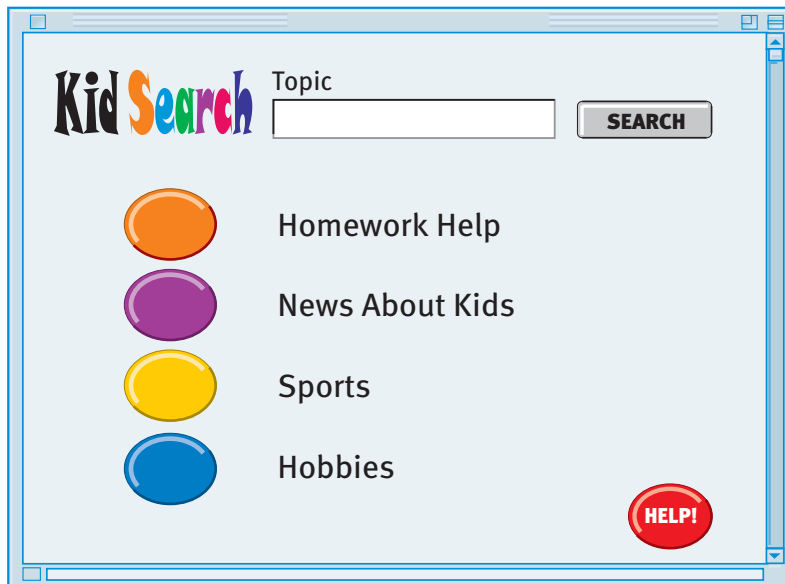 Topic
Kid Search
SEARCH
Homework Help
News About Kids
Sports
Hobbies
HELP!